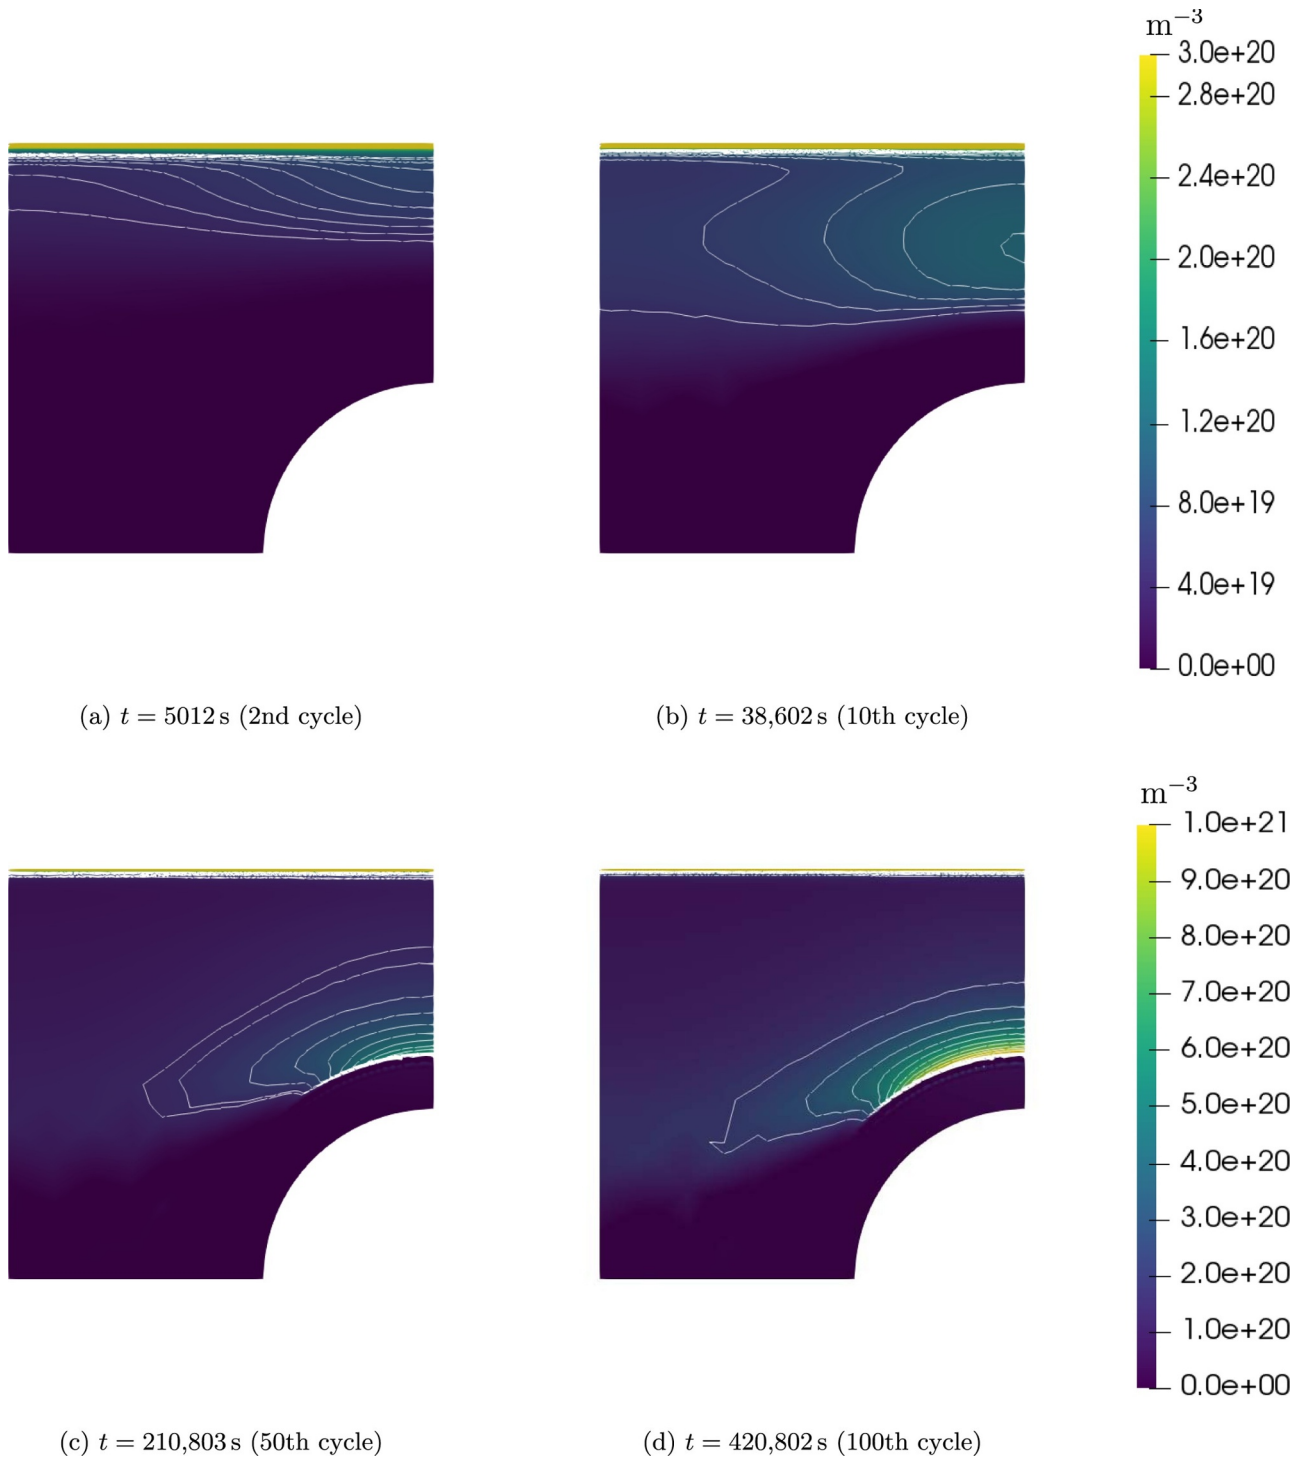 m−3
3.0e+20
2.8e+20
2.4e+20
2.0e+20
1.6e+20
1.2e+20
8.0e+19
4.0e+19
0.0e+00
(a) t = 5012 s (2nd cycle)
(b) t = 38,602 s (10th cycle)
m−3
1.0e+21
9.0e+20
8.0e+20
7.0e+20
6.0e+20
5.0e+20
4.0e+20
3.0e+20
2.0e+20
1.0e+20
0.0e+00
(c) t = 210,803 s (50th cycle)
(d) t = 420,802 s (100th cycle)